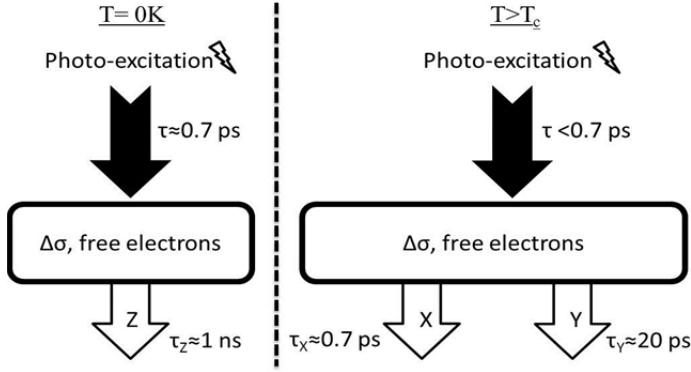 T= 0K
Photo-excitation
τ≈0.7 ps
Δσ, free electrons
Z
τZ≈1 ns
T>Tc
Photo-excitation
τ <0.7 ps
Δσ, free electrons
τX≈0.7 ps
X
Y
τY≈20 ps